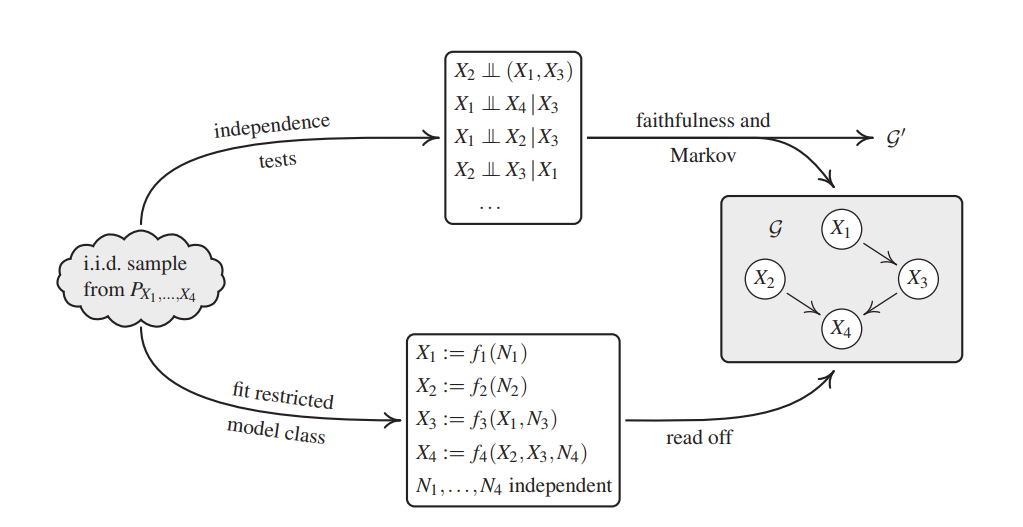 X₂ ⫫ (X₁,X₃)
X₁ ⫫ X₄ | X₃
X₁ ⫫ X₂ | X₃
X₂ ⫫ X₃ | X₁
...
independence
tests
faithfulness and
Markov
𝒢′
i.i.d. sample
from P_{X₁,...,X₄}
𝒢
X₁
X₂
X₃
X₄
fit restricted
model class
X₁ := f₁(N₁)
X₂ := f₂(N₂)
X₃ := f₃(X₁,N₃)
X₄ := f₄(X₂,X₃,N₄)
N₁,...,N₄ independent
read off